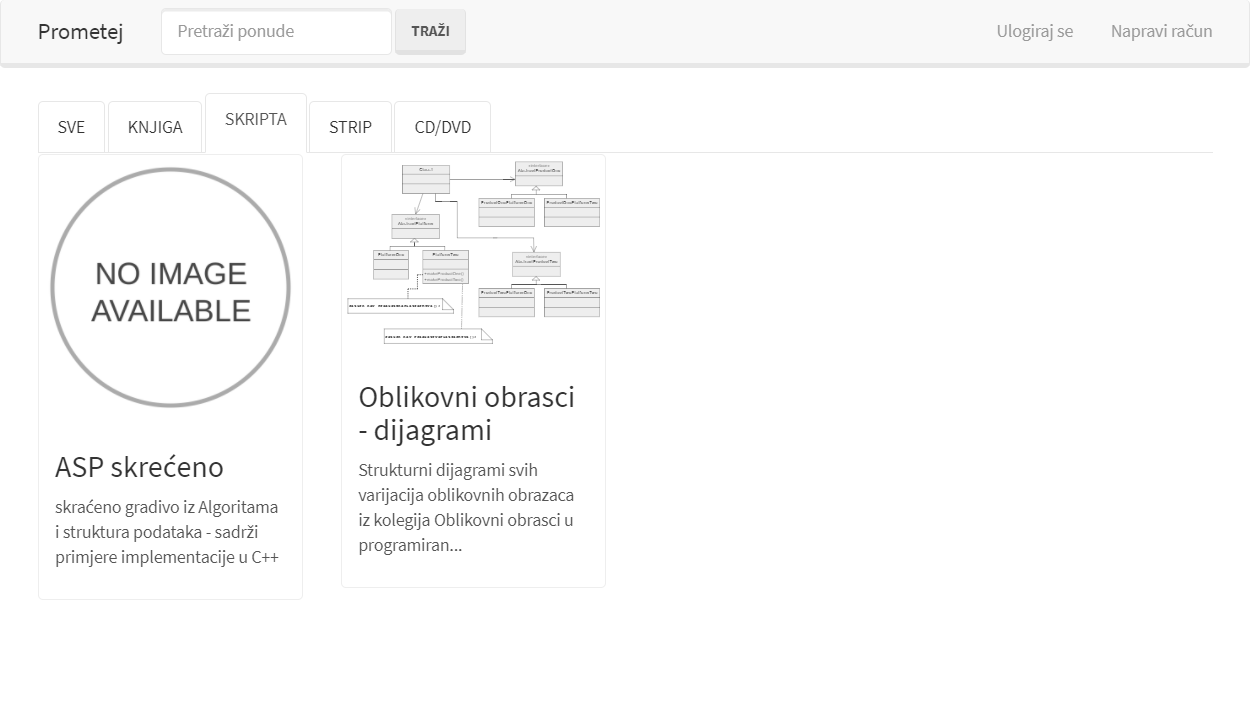 Prometej
Pretraži ponude
TRAŽI
Ulogiraj se
Napravi račun
SVE
KNJIGA
SKRIPTA
STRIP
CD/DVD
NO IMAGE
AVAILABLE
ASP skrećeno
skraćeno gradivo iz Algoritama
i struktura podataka - sadrži
primjere implementacije u C++
Oblikovni obrasci
- dijagrami
Strukturni dijagrami svih
varijacija oblikovnih obrazaca
iz kolegija Oblikovni obrasci u
programiran...